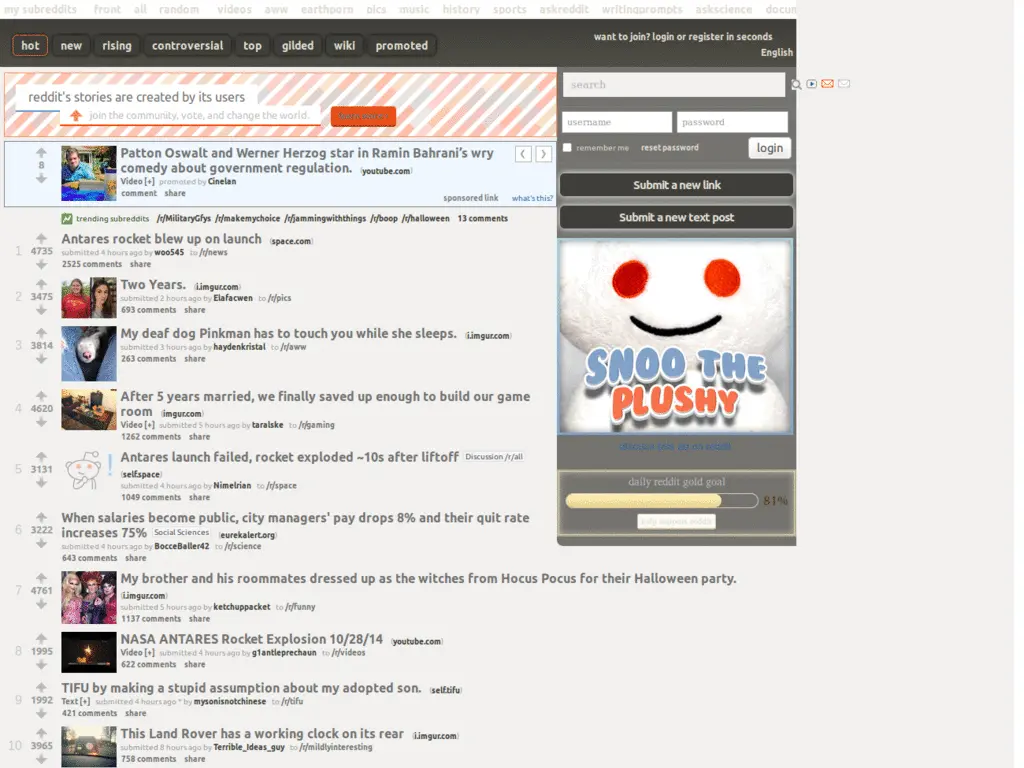 my subreddits front all random videos aww earthporn pics music history sports askreddit writingprompts askscience docum
hot new rising controversial top gilded wiki promoted
want to join? login or register in seconds
English
reddit's stories are created by its users
join the community, vote, and change the world.
search
username password
remember me reset password login
Submit a new link
Submit a new text post
SNOO THE
PLUSHY
daily reddit gold goal
81%
8
Patton Oswalt and Werner Herzog star in Ramin Bahrani's wry
comedy about government regulation. (youtube.com)
Video [+] promoted by Cinelan
comment share
sponsored link what's this?
trending subreddits /r/MilitaryGfys /r/makemychoice /r/jammingwiththings /r/boop /r/halloween 13 comments
1 4735 Antares rocket blew up on launch (space.com)
submitted 4 hours ago by woo545 to /r/news
2525 comments share
2 3475 Two Years. (i.imgur.com)
submitted 2 hours ago by Elafacwen to /r/pics
693 comments share
3 3814 My deaf dog Pinkman has to touch you while she sleeps. (i.imgur.com)
submitted 3 hours ago by haydenkristal to /r/aww
263 comments share
4 4620 After 5 years married, we finally saved up enough to build our game
room (imgur.com)
Video [+] submitted 5 hours ago by taralske to /r/gaming
1262 comments share
5 3131 Antares launch failed, rocket exploded ~10s after liftoff Discussion /r/all
(self.space)
submitted 4 hours ago by Nimelrian to /r/space
1049 comments share
6 3222 When salaries become public, city managers' pay drops 8% and their quit rate
increases 75% Social Sciences (eurekalert.org)
submitted 4 hours ago by BocceBaller42 to /r/science
643 comments share
7 4761 My brother and his roommates dressed up as the witches from Hocus Pocus for their Halloween party.
(i.imgur.com)
submitted 5 hours ago by ketchuppacket to /r/funny
1137 comments share
8 1995 NASA ANTARES Rocket Explosion 10/28/14 (youtube.com)
Video [+] submitted 4 hours ago by g1antleprechaun to /r/videos
622 comments share
9 1992 TIFU by making a stupid assumption about my adopted son. (self.tifu)
Text [+] submitted 4 hours ago * by mysonisnotchinese to /r/tifu
421 comments share
10 3965 This Land Rover has a working clock on its rear (i.imgur.com)
submitted 8 hours ago by Terrible_Ideas_guy to /r/mildlyinteresting
758 comments share